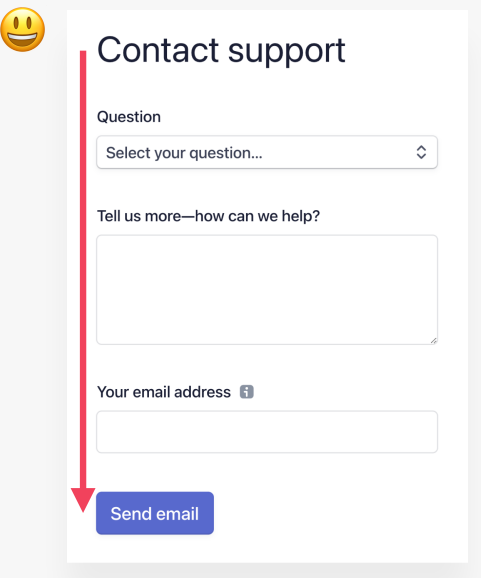 Contact support
Question
Select your question...
Tell us more—how can we help?
Your email address
Send email